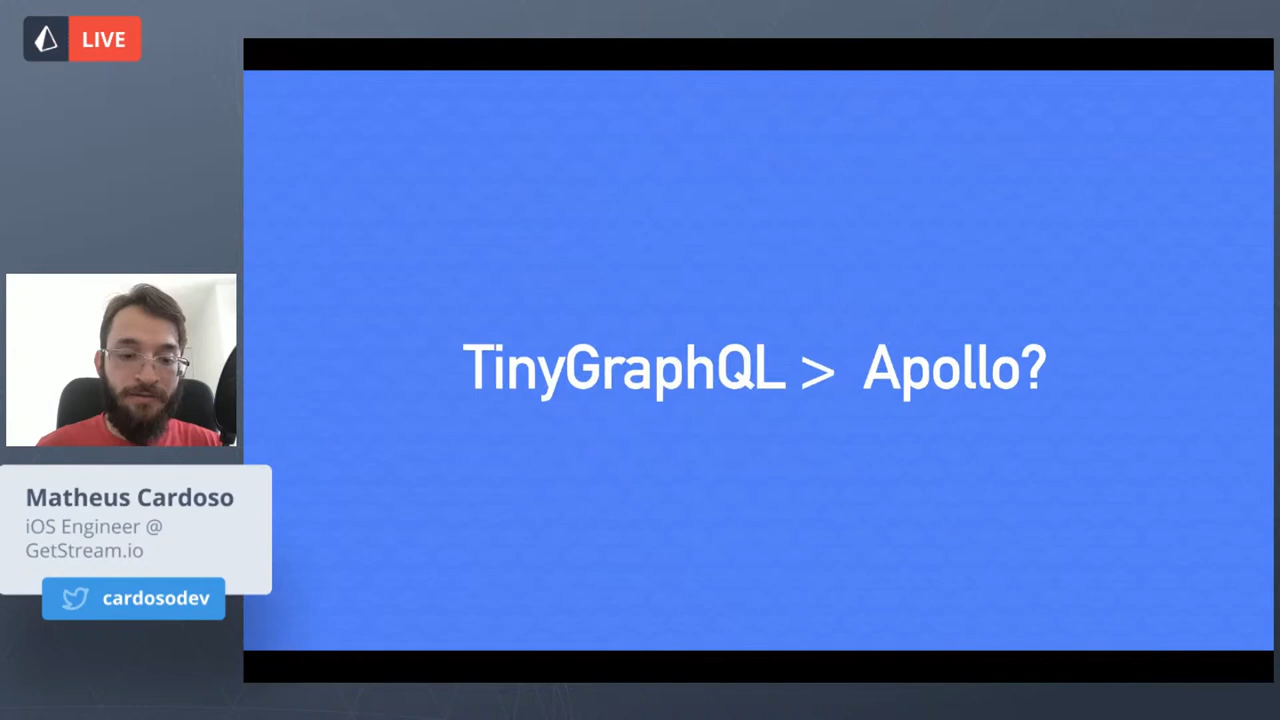 LIVE
TinyGraphQL > Apollo?
Matheus Cardoso
iOS Engineer @
GetStream.io
cardosodev